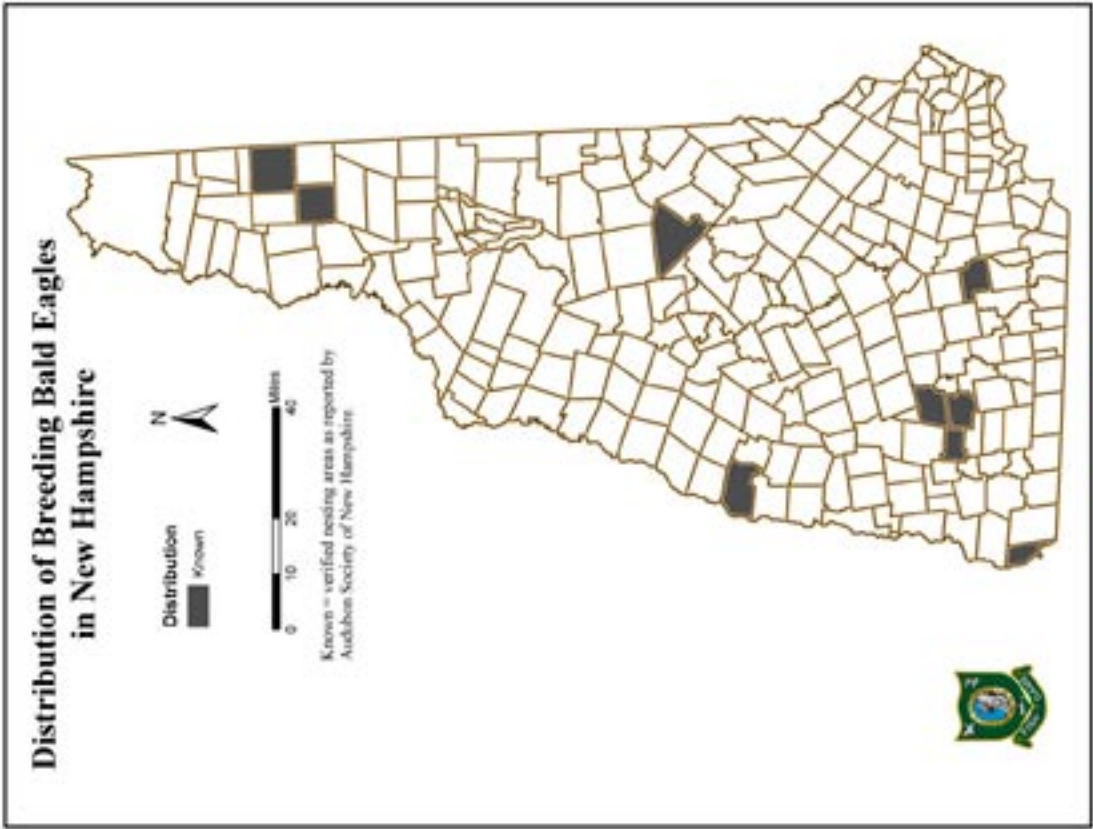 Distribution of Breeding Bald Eagles
in New Hampshire
N
Distribution
Known
0 10 20 40
Miles
Known = verified nesting areas as reported by
Audubon Society of New Hampshire.